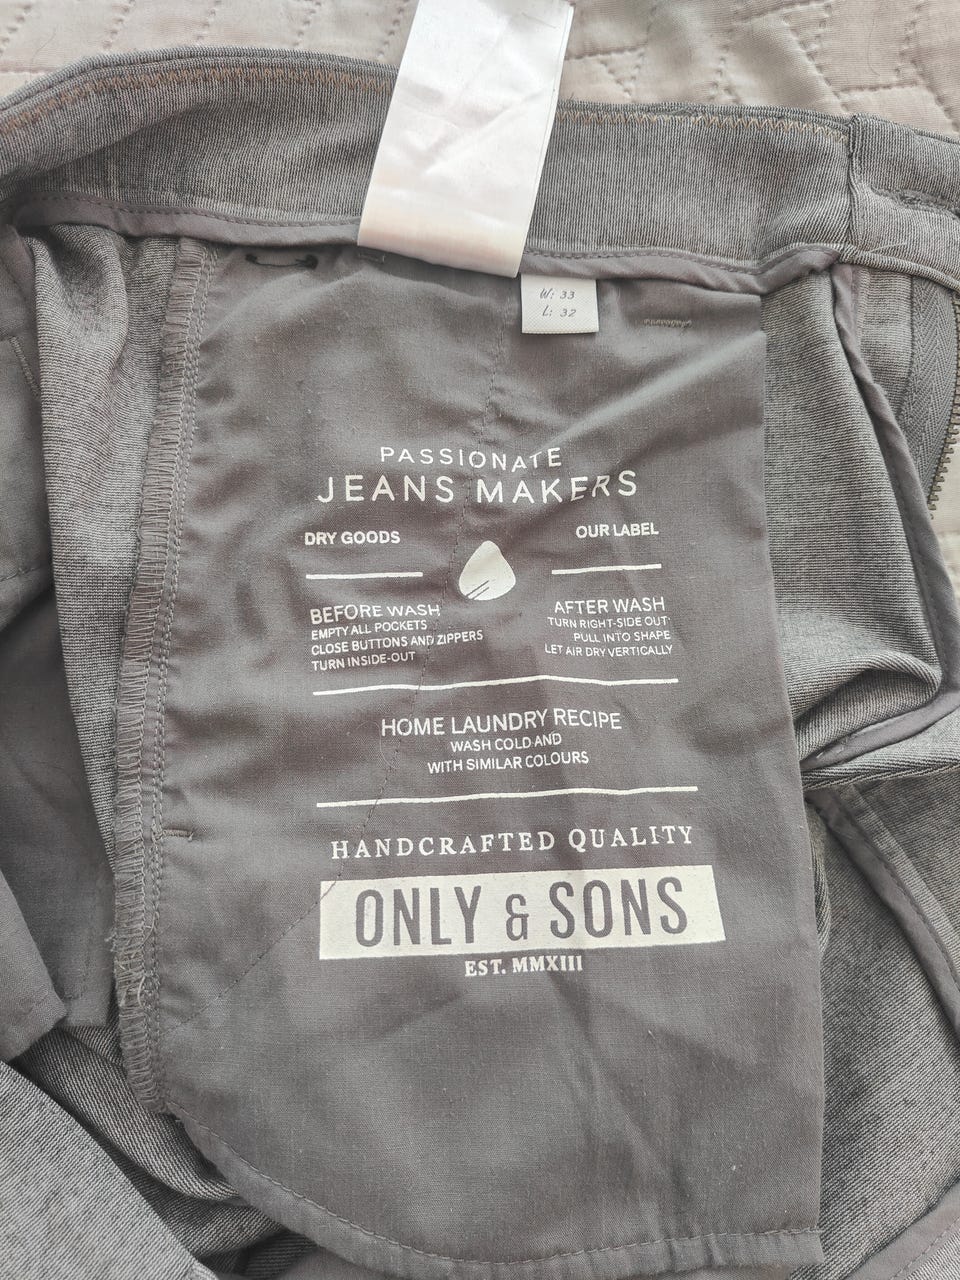 W: 33
L: 32
PASSIONATE
JEANS MAKERS
DRY GOODS
OUR LABEL
BEFORE WASH
EMPTY ALL POCKETS
CLOSE BUTTONS AND ZIPPERS
TURN INSIDE-OUT
AFTER WASH
TURN RIGHT-SIDE OUT
PULL INTO SHAPE
LET AIR DRY VERTICALLY
HOME LAUNDRY RECIPE
WASH COLD AND
WITH SIMILAR COLOURS
HANDCRAFTED QUALITY
ONLY & SONS
EST. MMXIII